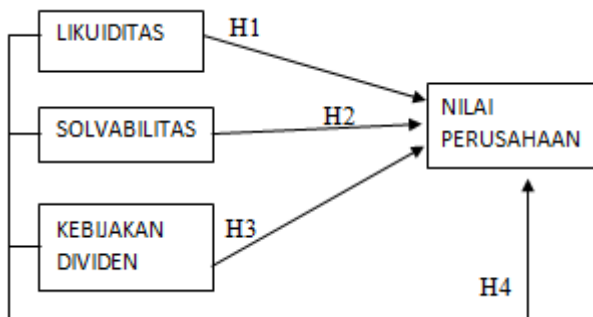 LIKUIDITAS
H1
SOLVABILITAS
H2
NILAI
PERUSAHAAN
KEBIJAKAN
DIVIDEN
H3
H4